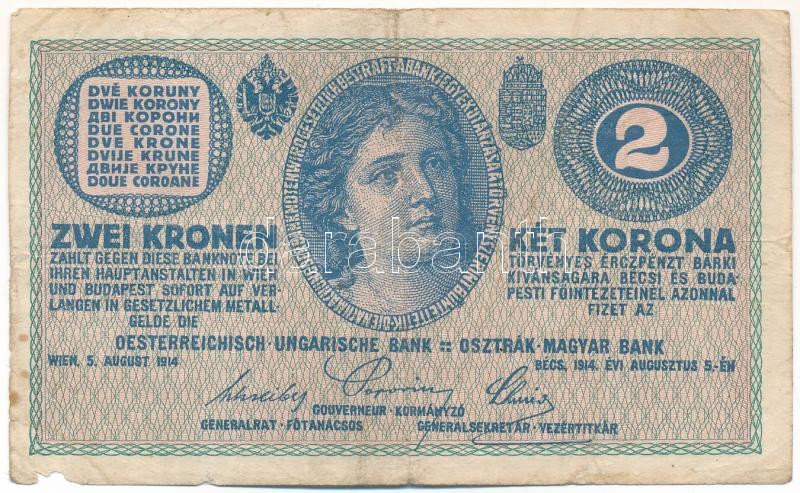 DVĚ KORUNY
DWIE KORONY
ДВІ КОРОНИ
DUE CORONE
DVE KRONE
DVIJE KRUNE
ДВИЈЕ КРУНЕ
DOUE COROANE
2
ZWEI KRONEN
ZAHLT GEGEN DIESE BANKNOTE BEI
IHREN HAUPTANSTALTEN IN WIEN
UND BUDAPEST SOFORT AUF VER-
LANGEN IN GESETZLICHEM METALL-
GELDE DIE
KÉT KORONA
TÖRVÉNYES ÉRCZPÉNZT BÁRKI
KIVÁNSÁGÁRA BÉCSI ÉS BUDA-
PESTI FŐINTÉZETEINÉL AZONNAL
FIZET AZ
OESTERREICHISCH-UNGARISCHE BANK :: OSZTRÁK-MAGYAR BANK
WIEN, 5. AUGUST 1914
BÉCS, 1914. ÉVI AUGUSZTUS 5.-ÉN
GOUVERNEUR · KORMÁNYZÓ
GENERALRAT · FŐTANÁCSOS
GENERALSEKRETÄR · VEZÉRTITKÁR
darabanth